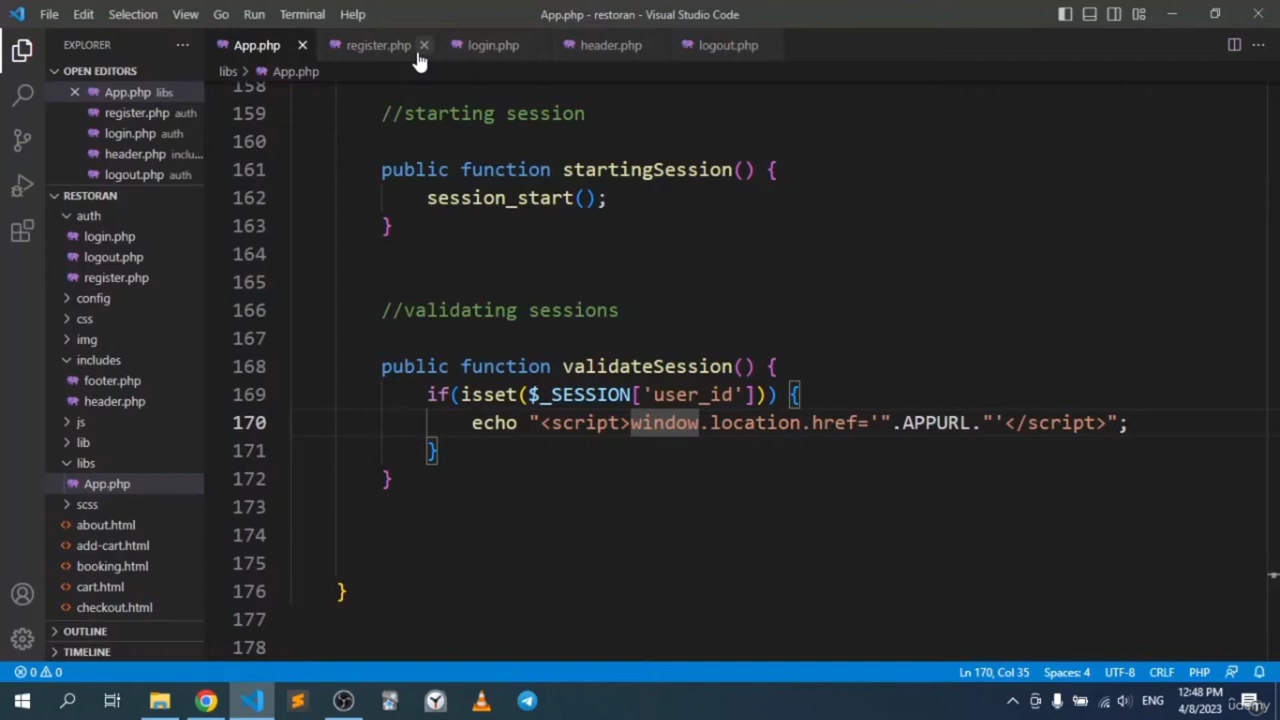 File Edit Selection View Go Run Terminal Help
App.php - restoran - Visual Studio Code
EXPLORER
App.php register.php login.php header.php logout.php
libs > App.php
OPEN EDITORS
App.php libs
register.php auth
login.php auth
header.php inclu...
logout.php auth
RESTORAN
auth
login.php
logout.php
register.php
config
css
img
includes
footer.php
header.php
js
lib
libs
App.php
scss
about.html
add-cart.html
booking.html
cart.html
checkout.html
OUTLINE
TIMELINE
158
159 //starting session
160
161 public function startingSession() {
162 session_start();
163 }
164
165
166 //validating sessions
167
168 public function validateSession() {
169 if(isset($_SESSION['user_id'])) {
170 echo "<script>window.location.href='".APPURL."'</script>";
171 }
172 }
173
174
175
176 }
177
178
0 0
Ln 170, Col 35 Spaces: 4 UTF-8 CRLF PHP
ENG
12:48 PM
4/8/2023
udemy